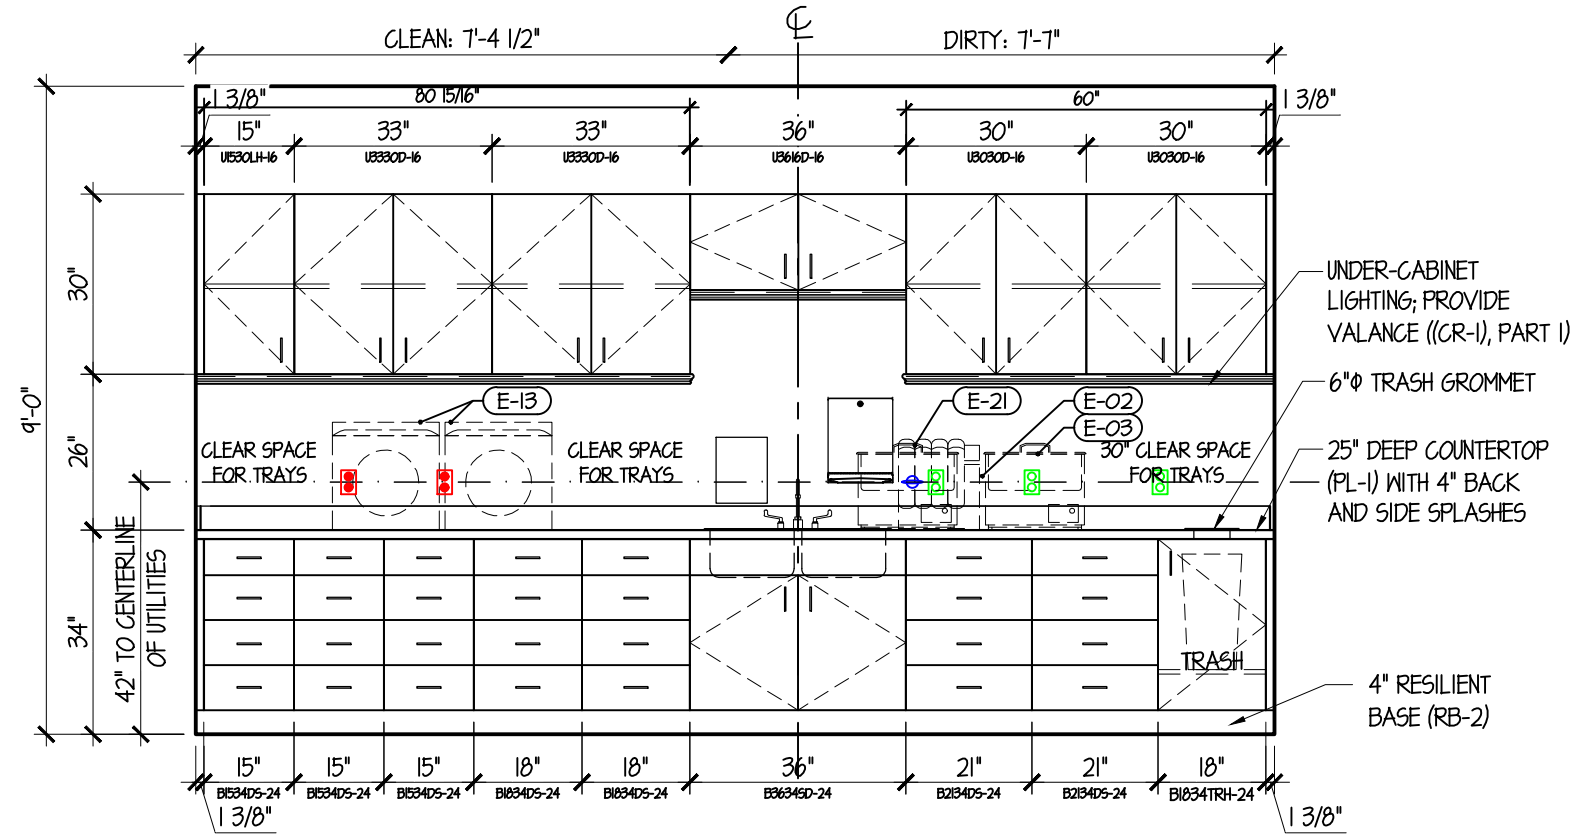 CLEAN: 7'-4 1/2"
DIRTY: 7'-7"
1 3/8"
80 15/16"
60"
1 3/8"
15"
33"
33"
36"
30"
30"
U1530LH-16
U3330D-16
U3330D-16
U3616D-16
U3030D-16
U3030D-16
9'-0"
30"
26"
34"
42" TO CENTERLINE
OF UTILITIES
UNDER-CABINET
LIGHTING; PROVIDE
VALANCE ((CR-1), PART 1)
6"Φ TRASH GROMMET
E-13
E-21
E-02
E-03
CLEAR SPACE
FOR TRAYS
CLEAR SPACE
FOR TRAYS
30" CLEAR SPACE
FOR TRAYS
25" DEEP COUNTERTOP
(PL-1) WITH 4" BACK
AND SIDE SPLASHES
TRASH
4" RESILIENT
BASE (RB-2)
15"
15"
15"
18"
18"
36"
21"
21"
18"
B1534DS-24
B1534DS-24
B1534DS-24
B1834DS-24
B1834DS-24
B3634SD-24
B2134DS-24
B2134DS-24
B1834TRH-24
1 3/8"
1 3/8"